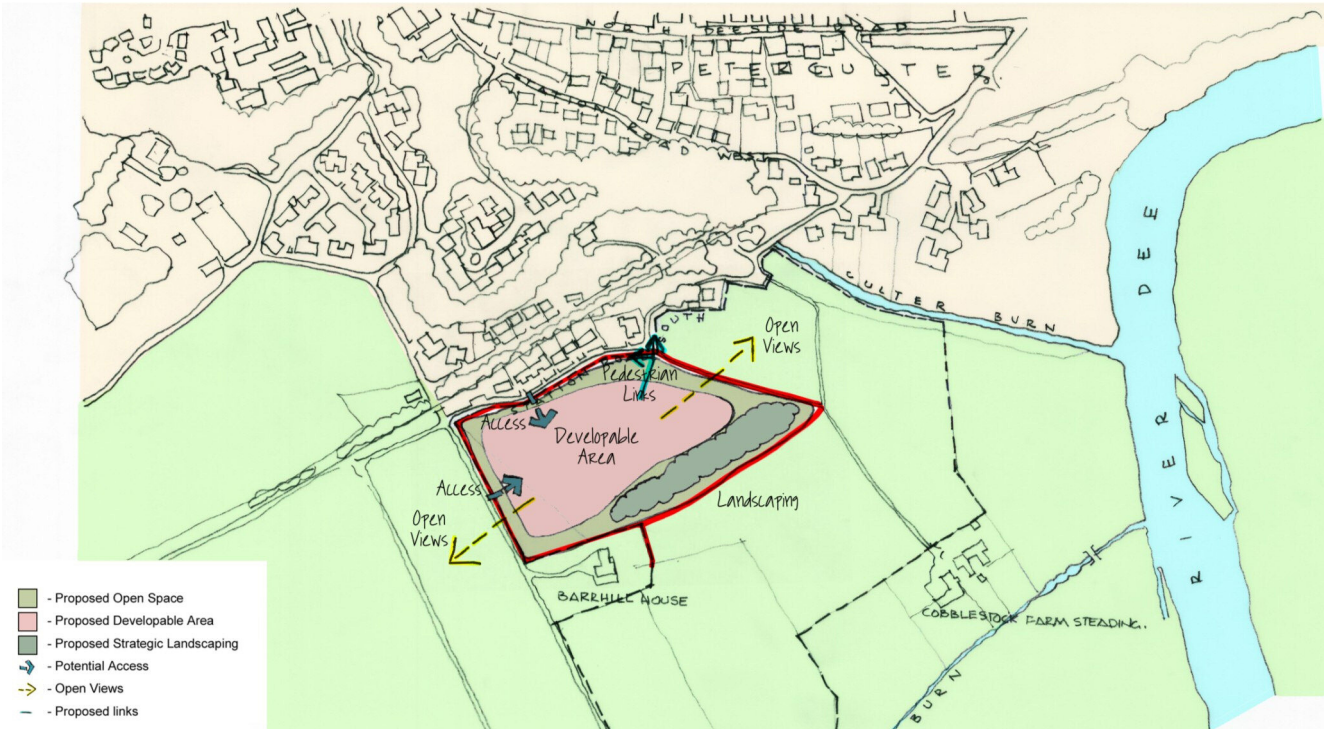 NORTH DEESIDE ROAD
PETERCULTER
ROAD WEST
RIVER DEE
CULTER BURN
SOUTH
STATION ROAD
Open
Views
Pedestrian
Links
Access
Developable
Area
Access
Landscaping
Open
Views
BARRHILL HOUSE
COBBLESTOCK FARM STEADING.
BURN
- Proposed Open Space
- Proposed Developable Area
- Proposed Strategic Landscaping
- Potential Access
- Open Views
- Proposed links